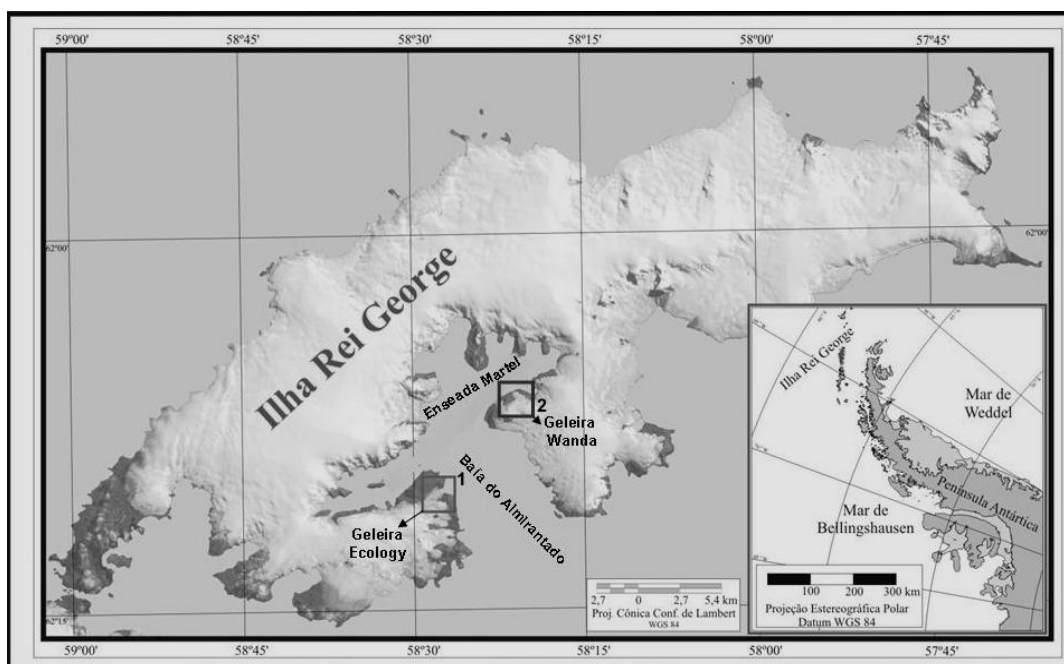 59°00'
58°45'
58°30'
58°15'
58°00'
57°45'
62°00'
62°00'
Ilha Rei George
Enseada Martel
2
Geleira
Wanda
1
Baía do Almirantado
Geleira
Ecology
62°15'
2,7 0 2,7 5,4 km
Proj. Cônica Conf. de Lambert
WGS 84
Ilha Rei George
Mar de
Weddel
Península Antártica
Mar de
Bellingshausen
100 200 300 km
Projeção Estereográfica Polar
Datum WGS 84
59°00'
58°45'
58°30'
58°15'
58°00'
57°45'